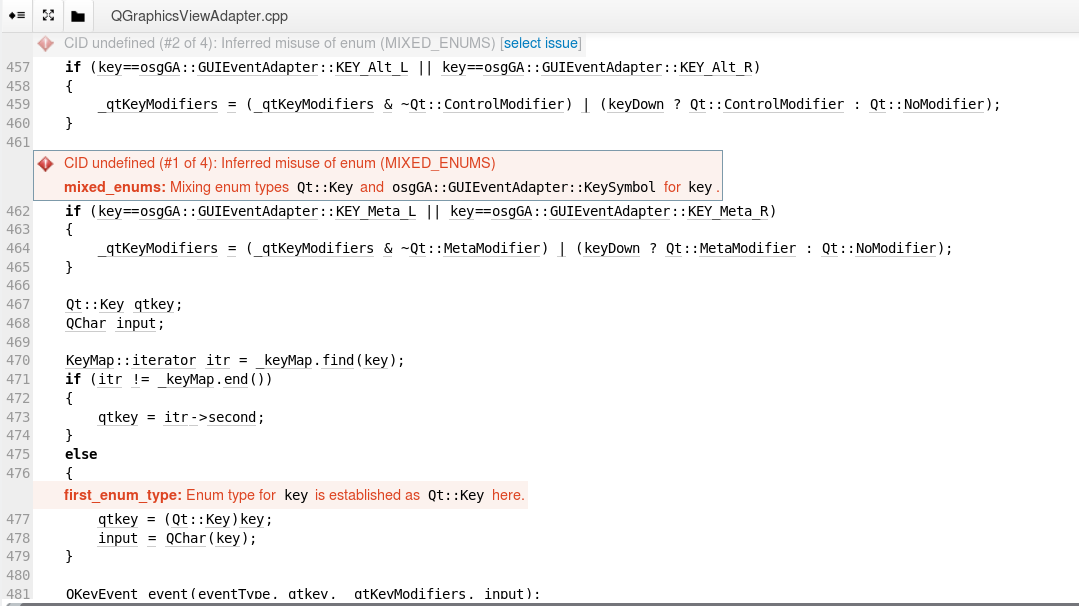 QGraphicsViewAdapter.cpp
CID undefined (#2 of 4): Inferred misuse of enum (MIXED_ENUMS) [select issue]
457 if (key==osgGA::GUIEventAdapter::KEY_Alt_L || key==osgGA::GUIEventAdapter::KEY_Alt_R)
458 {
459 _qtKeyModifiers = (_qtKeyModifiers & ~Qt::ControlModifier) | (keyDown ? Qt::ControlModifier : Qt::NoModifier);
460 }
461
CID undefined (#1 of 4): Inferred misuse of enum (MIXED_ENUMS)
mixed_enums: Mixing enum types Qt::Key and osgGA::GUIEventAdapter::KeySymbol for key.
462 if (key==osgGA::GUIEventAdapter::KEY_Meta_L || key==osgGA::GUIEventAdapter::KEY_Meta_R)
463 {
464 _qtKeyModifiers = (_qtKeyModifiers & ~Qt::MetaModifier) | (keyDown ? Qt::MetaModifier : Qt::NoModifier);
465 }
466
467 Qt::Key qtkey;
468 QChar input;
469
470 KeyMap::iterator itr = _keyMap.find(key);
471 if (itr != _keyMap.end())
472 {
473 qtkey = itr->second;
474 }
475 else
476 {
first_enum_type: Enum type for key is established as Qt::Key here.
477 qtkey = (Qt::Key)key;
478 input = QChar(key);
479 }
480
481 QKeyEvent event(eventType, qtkey, _qtKeyModifiers, input);